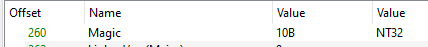 Offset Name Value Value
260 Magic 10B NT32